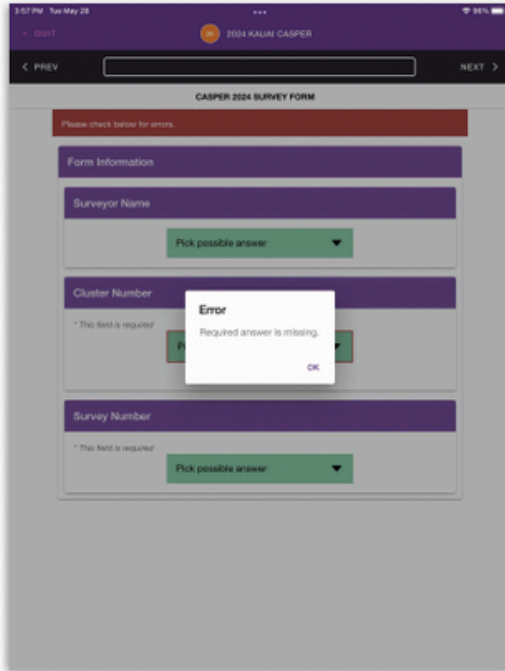 3:57 PM Tue May 28
96%
× QUIT
2024 KAUAI CASPER
< PREV
NEXT >
CASPER 2024 SURVEY FORM
Please check below for errors.
Form Information
Surveyor Name
Pick possible answer
Cluster Number
* This field is required
Error
Required answer is missing.
OK
Survey Number
* This field is required
Pick possible answer